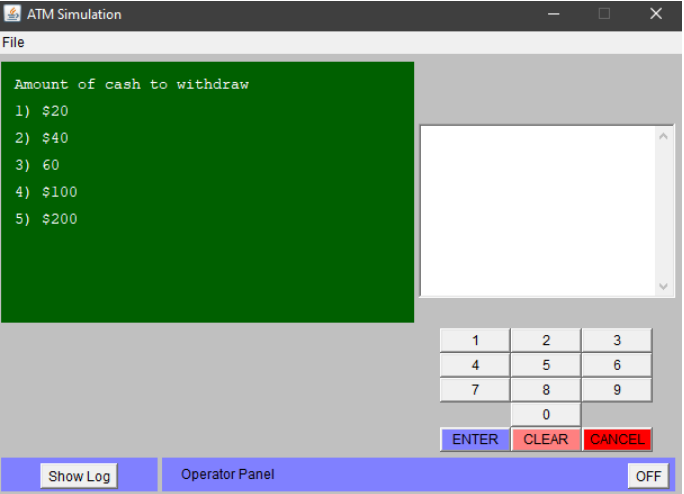 ATM Simulation
File
Amount of cash to withdraw
1) $20
2) $40
3) 60
4) $100
5) $200
1 2 3
4 5 6
7 8 9
0
ENTER CLEAR CANCEL
Show Log Operator Panel OFF